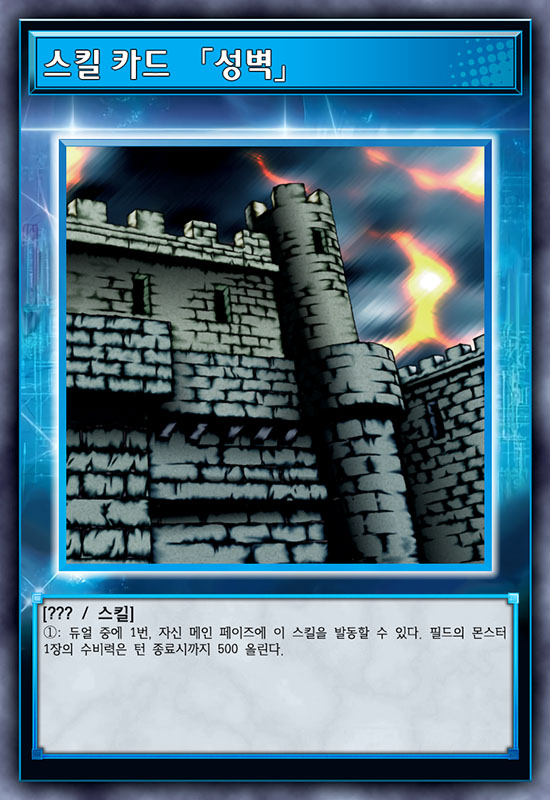 스킬 카드 「성벽」
[??? / 스킬]
①: 듀얼 중에 1번, 자신 메인 페이즈에 이 스킬을 발동할 수 있다. 필드의 몬스터
1장의 수비력은 턴 종료시까지 500 올린다.